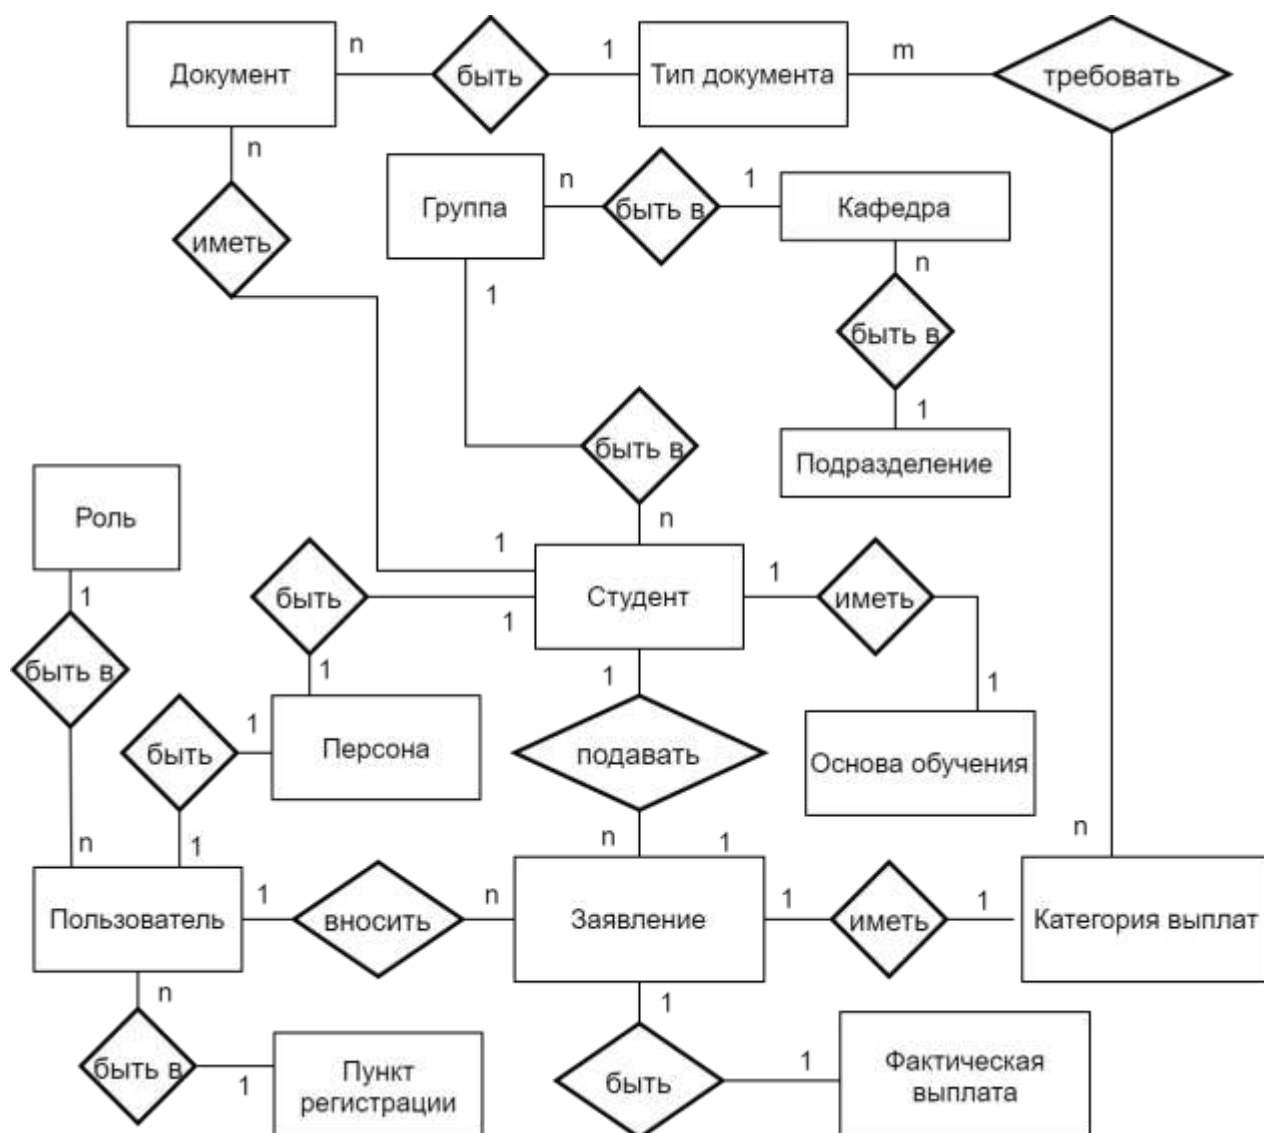 Документ
n
быть
1
Тип документа
m
требовать
n
иметь
Группа
n
быть в
1
Кафедра
n
1
быть в
1
Подразделение
быть в
n
Роль
1
быть в
n
1
быть
1
1
Студент
1
иметь
1
Основа обучения
1
подавать
n
1
1
быть
1
Персона
n
Пользователь
1
вносить
n
Заявление
1
иметь
1
Категория выплат
n
быть в
1
Пункт
регистрации
1
быть
1
Фактическая
выплата